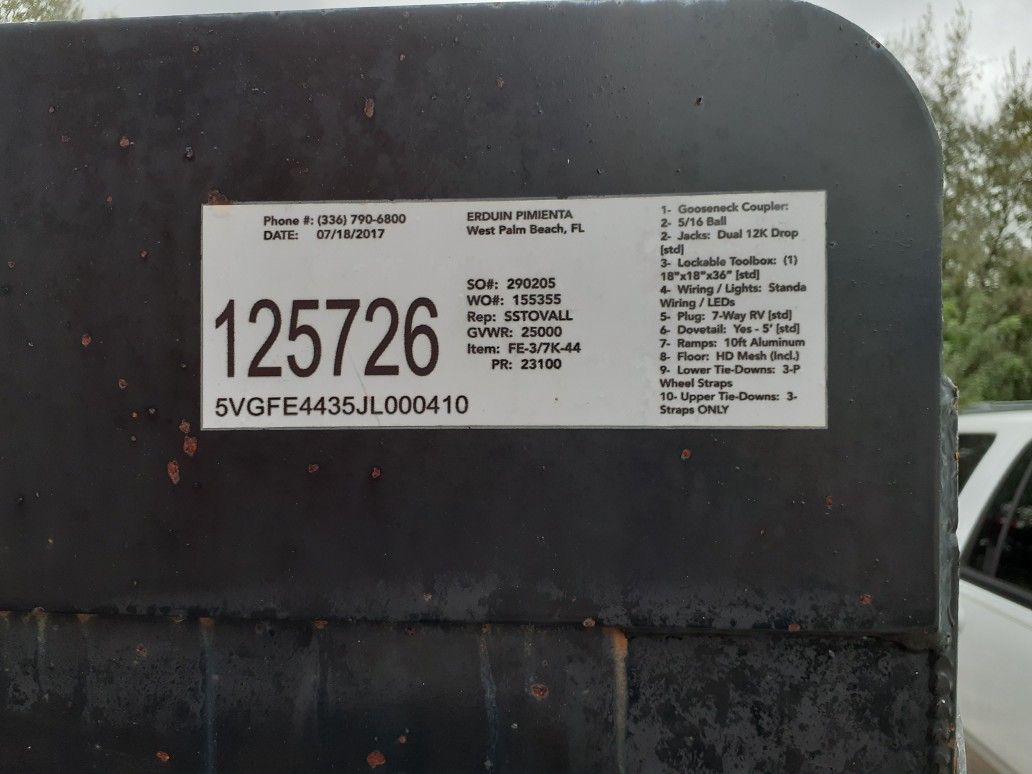 Phone #: (336) 790-6800
DATE: 07/18/2017
125726
5VGFE4435JL000410
ERDUIN PIMIENTA
West Palm Beach, FL
SO#: 290205
WO#: 155355
Rep: SSTOVALL
GVWR: 25000
Item: FE-3/7K-44
PR: 23100
1- Gooseneck Coupler:
2- 5/16 Ball
2- Jacks: Dual 12K Drop
[std]
3- Lockable Toolbox: (1)
18"x18"x36" [std]
4- Wiring / Lights: Standa
Wiring / LEDs
5- Plug: 7-Way RV [std]
6- Dovetail: Yes - 5' [std]
7- Ramps: 10ft Aluminum
8- Floor: HD Mesh (Incl.)
9- Lower Tie-Downs: 3-P
Wheel Straps
10- Upper Tie-Downs: 3-
Straps ONLY